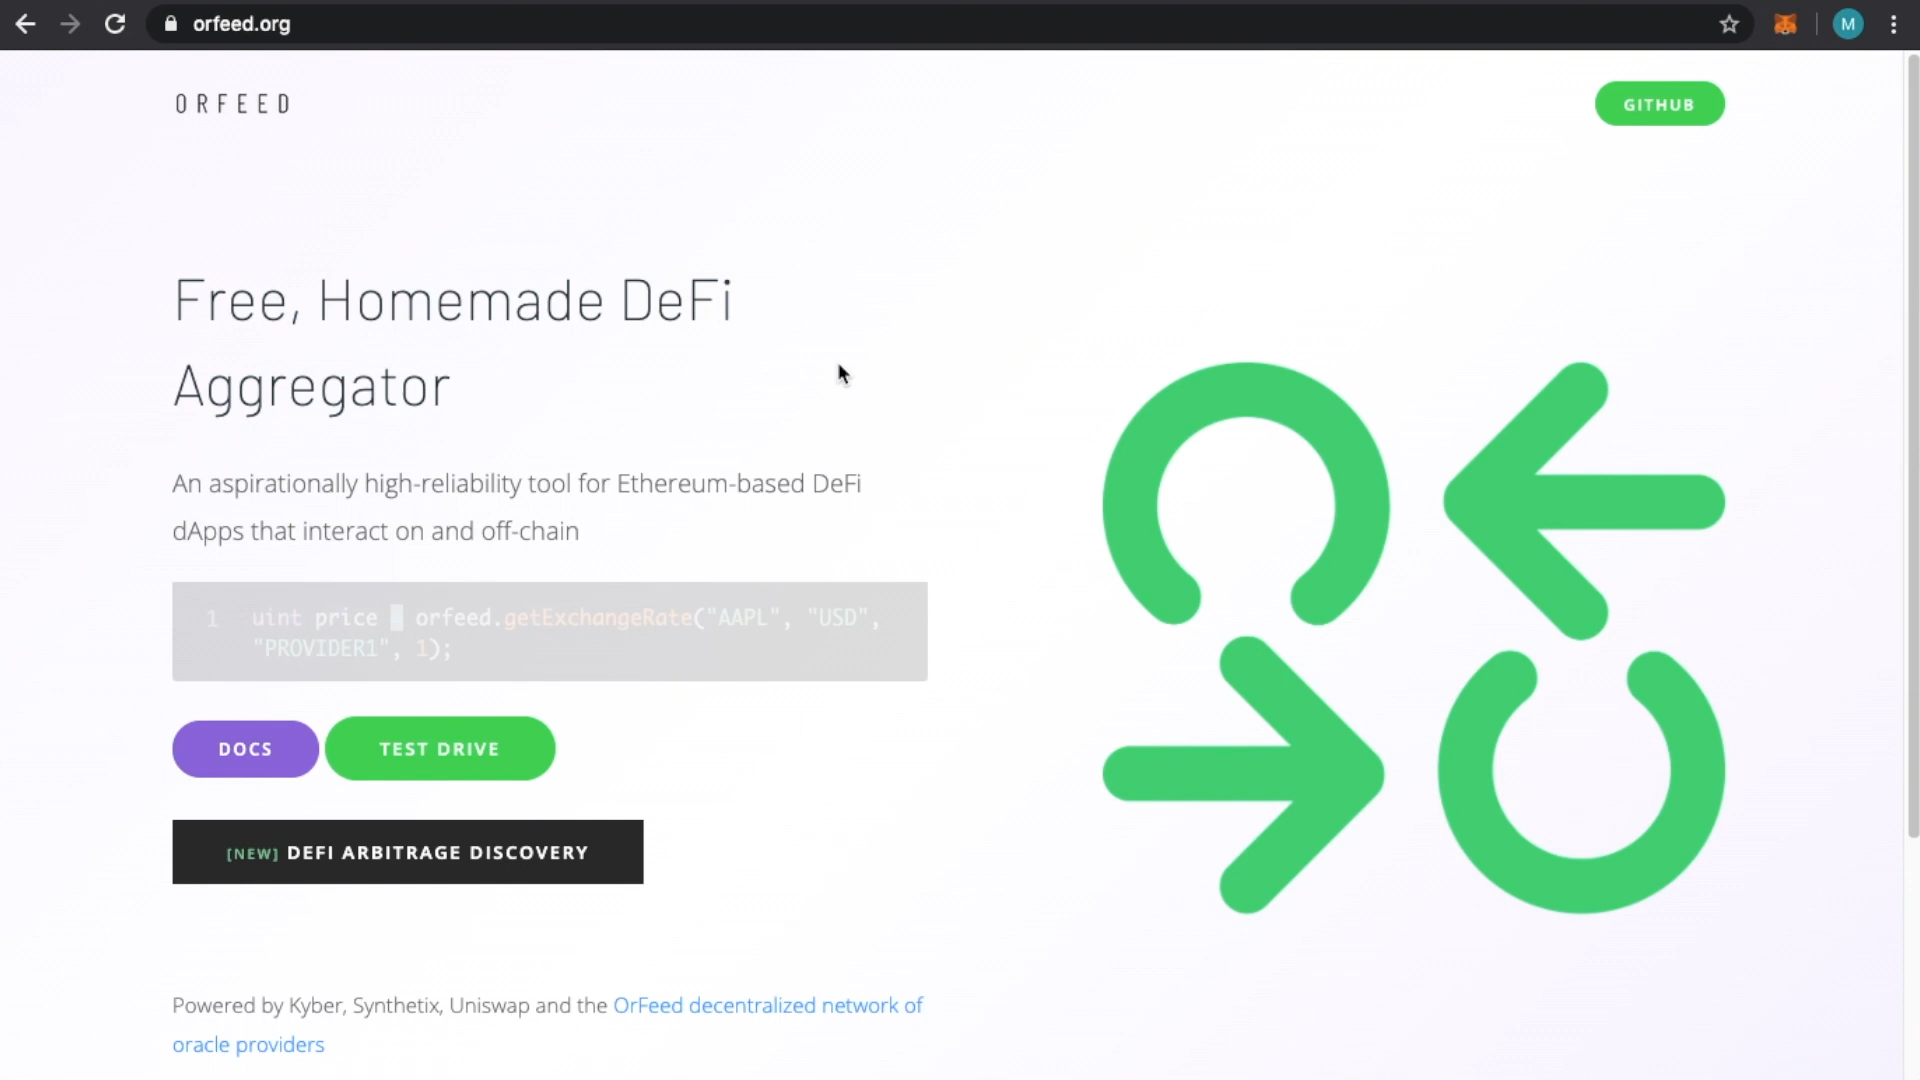 orfeed.org
M
ORFEED
GITHUB
Free, Homemade DeFi
Aggregator
An aspirationally high-reliability tool for Ethereum-based DeFi
dApps that interact on and off-chain
1 uint price = orfeed.getExchangeRate("AAPL", "USD",
"PROVIDER1", 1);
DOCS TEST DRIVE
[NEW] DEFI ARBITRAGE DISCOVERY
Powered by Kyber, Synthetix, Uniswap and the OrFeed decentralized network of
oracle providers